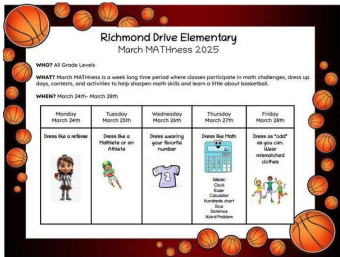 Richmond Drive Elementary
March MATHness 2025
WHO? All Grade Levels
WHAT? March MATHness is a week long time period where classes participate in math challenges, dress up
days, contests, and activities to help sharpen math skills and learn a little about basketball.
WHEN? March 24th- March 28th
Monday
March 24th
Tuesday
March 25th
Wednesday
March 26th
Thursday
March 27th
Friday
March 28th
Dress like a referee
Dress like a
Mathlete or an
Athlete
Dress wearing
your favorite
number
Dress like Math
Ideas:
Clock
Ruler
Calculator
Hundreds chart
Dice
Dominos
Word Problem
Dress as "odd"
as you can.
Wear
mismatched
clothes